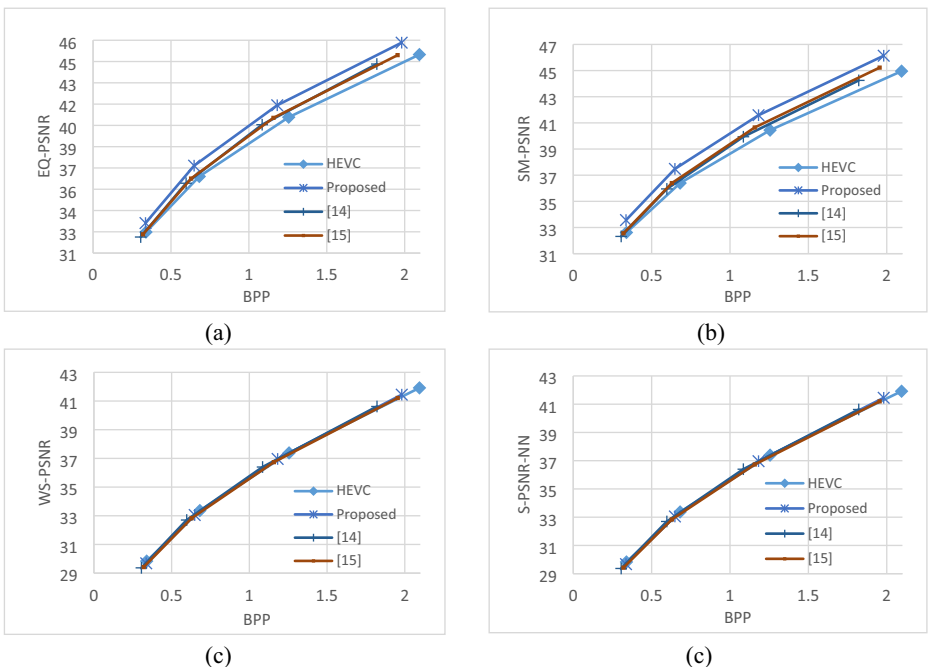 46
45
43
42
40
39
37
36
34
33
31
EQ-PSNR
0 0.5 1 1.5 2
BPP
HEVC
Proposed
[14]
[15]
(a)
47
45
43
41
39
37
35
33
31
SM-PSNR
0 0.5 1 1.5 2
BPP
HEVC
Proposed
[14]
[15]
(b)
43
41
39
37
35
33
31
29
WS-PSNR
0 0.5 1 1.5 2
BPP
HEVC
Proposed
[14]
[15]
(c)
43
41
39
37
35
33
31
29
S-PSNR-NN
0 0.5 1 1.5 2
BPP
HEVC
Proposed
[14]
[15]
(c)